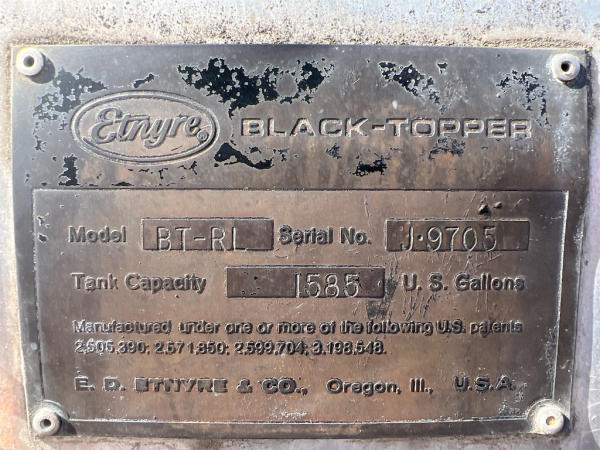 Etnyre® BLACK-TOPPER
Model BT-RL Serial No. J-9705
Tank Capacity 1585 U. S. Gallons
Manufactured under one or more of the following U.S. patents
2,505,390; 2,571,850; 2,599,704; 3,198,548.
E. D. ETNYRE & CO., Oregon, Ill., U.S.A.